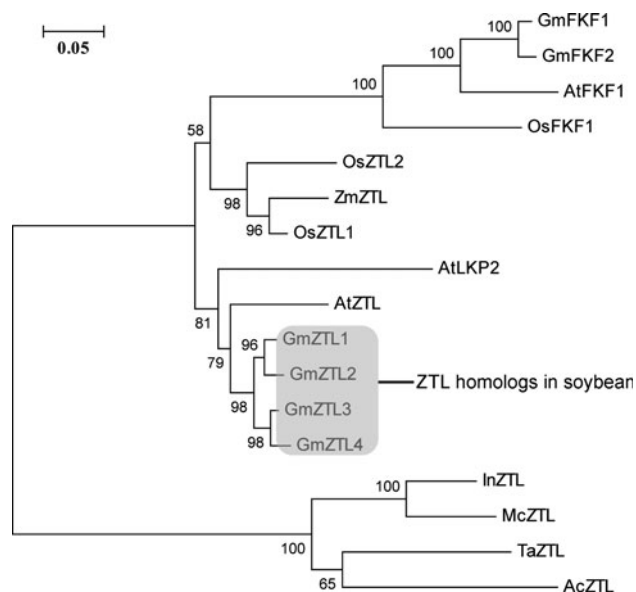 0.05
100
GmFKF1
GmFKF2
100
AtFKF1
100
OsFKF1
58
OsZTL2
98
ZmZTL
96
OsZTL1
AtLKP2
81
AtZTL
79
GmZTL1
96
GmZTL2
ZTL homologs in soybean
98
GmZTL3
98
GmZTL4
InZTL
100
McZTL
100
TaZTL
65
AcZTL